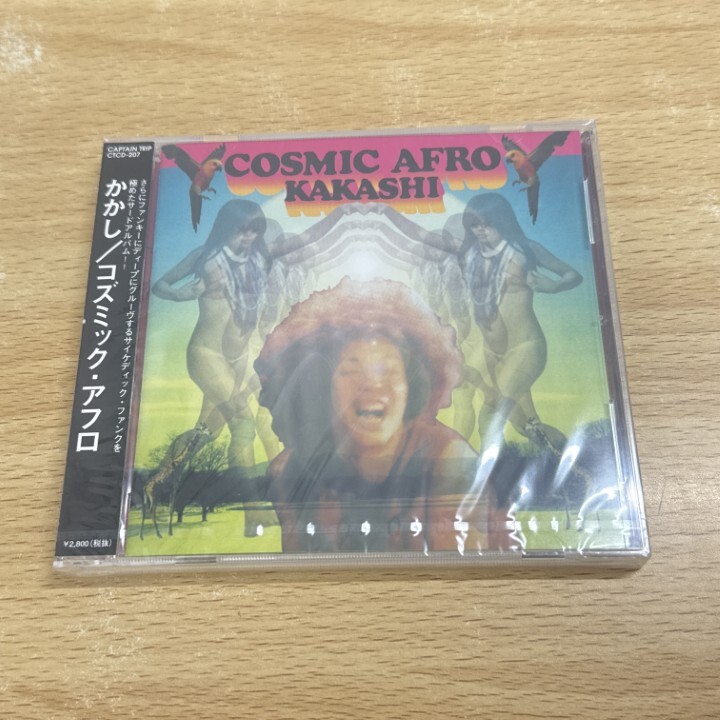 CAPTAIN TRIP
CTCD-207
さらにファンキーにディープにグルーヴするサイケディック・ファンクを
極めたサードアルバム!!
かかし/コズミック・アフロ
¥2,800(税抜)
COSMIC AFRO
KAKASHI